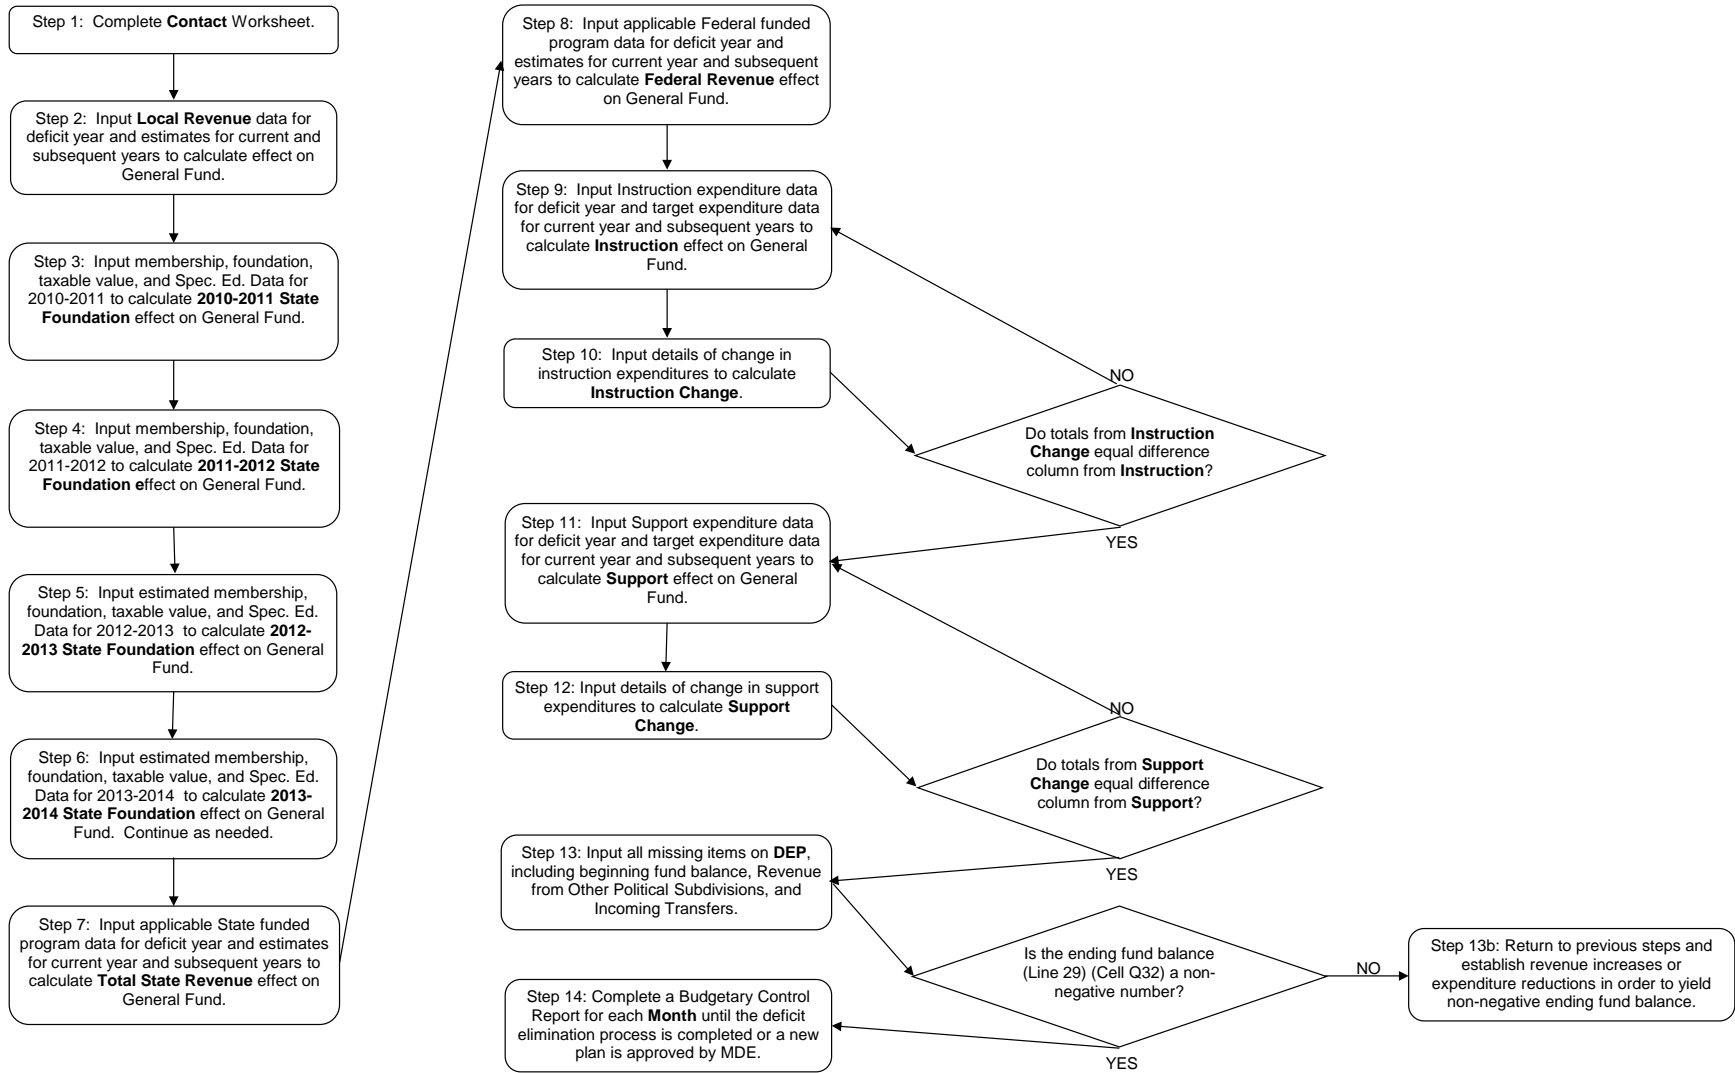 Step 1: Complete Contact Worksheet.
Step 2: Input Local Revenue data for
deficit year and estimates for current and
subsequent years to calculate effect on
General Fund.
Step 3: Input membership, foundation,
taxable value, and Spec. Ed. Data for
2010-2011 to calculate 2010-2011 State
Foundation effect on General Fund.
Step 4: Input membership, foundation,
taxable value, and Spec. Ed. Data for
2011-2012 to calculate 2011-2012 State
Foundation effect on General Fund.
Step 5: Input estimated membership,
foundation, taxable value, and Spec. Ed.
Data for 2012-2013 to calculate 2012-
2013 State Foundation effect on General
Fund.
Step 6: Input estimated membership,
foundation, taxable value, and Spec. Ed.
Data for 2013-2014 to calculate 2013-
2014 State Foundation effect on General
Fund. Continue as needed.
Step 7: Input applicable State funded
program data for deficit year and estimates
for current year and subsequent years to
calculate Total State Revenue effect on
General Fund.
Step 8: Input applicable Federal funded
program data for deficit year and
estimates for current year and subsequent
years to calculate Federal Revenue effect
on General Fund.
Step 9: Input Instruction expenditure data
for deficit year and target expenditure data
for current year and subsequent years to
calculate Instruction effect on General
Fund.
Step 10: Input details of change in
instruction expenditures to calculate
Instruction Change.
NO
Do totals from Instruction
Change equal difference
column from Instruction?
YES
Step 11: Input Support expenditure data
for deficit year and target expenditure data
for current year and subsequent years to
calculate Support effect on General
Fund.
Step 12: Input details of change in support
expenditures to calculate Support
Change.
NO
Do totals from Support
Change equal difference
column from Support?
YES
Step 13: Input all missing items on DEP,
including beginning fund balance, Revenue
from Other Political Subdivisions, and
Incoming Transfers.
Is the ending fund balance
(Line 29) (Cell Q32) a non-
negative number?
NO
Step 13b: Return to previous steps and
establish revenue increases or
expenditure reductions in order to yield
non-negative ending fund balance.
YES
Step 14: Complete a Budgetary Control
Report for each Month until the deficit
elimination process is completed or a new
plan is approved by MDE.